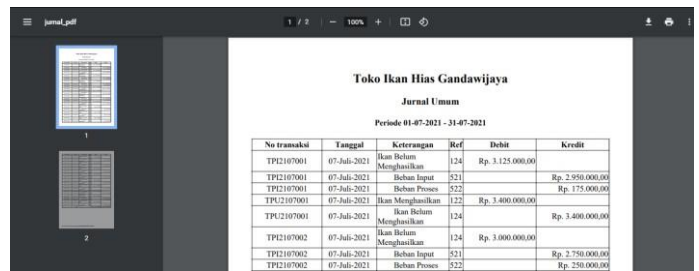 jurnal_pdf
1 / 2
100%
Toko Ikan Hias Gandawijaya
Jurnal Umum
Periode 01-07-2021 - 31-07-2021
No transaksi Tanggal Keterangan Ref Debit Kredit
TPI2107001 07-Juli-2021 Ikan Belum Menghasilkan 124 Rp. 3.125.000,00
TPI2107001 07-Juli-2021 Beban Input 521 Rp. 2.950.000,00
TPI2107001 07-Juli-2021 Beban Proses 522 Rp. 175.000,00
TPU2107001 07-Juli-2021 Ikan Menghasilkan 122 Rp. 3.400.000,00
TPU2107001 07-Juli-2021 Ikan Belum Menghasilkan 124 Rp. 3.400.000,00
TPI2107002 07-Juli-2021 Ikan Belum Menghasilkan 124 Rp. 3.000.000,00
TPI2107002 07-Juli-2021 Beban Input 521 Rp. 2.750.000,00
TPI2107002 07-Juli-2021 Beban Proses 522 Rp. 250.000,00
1
2